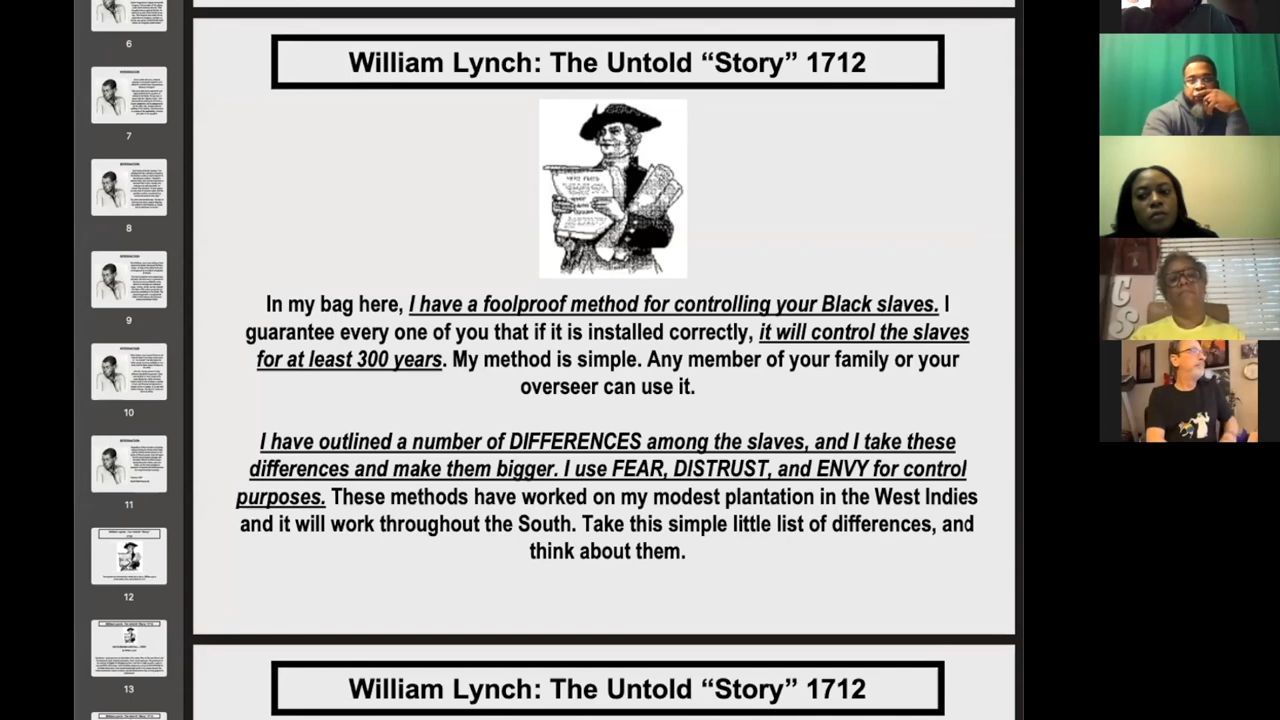 William Lynch: The Untold “Story” 1712
In my bag here, I have a foolproof method for controlling your Black slaves. I
guarantee every one of you that if it is installed correctly, it will control the slaves
for at least 300 years. My method is simple. Any member of your family or your
overseer can use it.
I have outlined a number of DIFFERENCES among the slaves, and I take these
differences and make them bigger. I use FEAR, DISTRUST, and ENVY for control
purposes. These methods have worked on my modest plantation in the West Indies
and it will work throughout the South. Take this simple little list of differences, and
think about them.
William Lynch: The Untold “Story” 1712
6
7
8
9
10
11
12
13